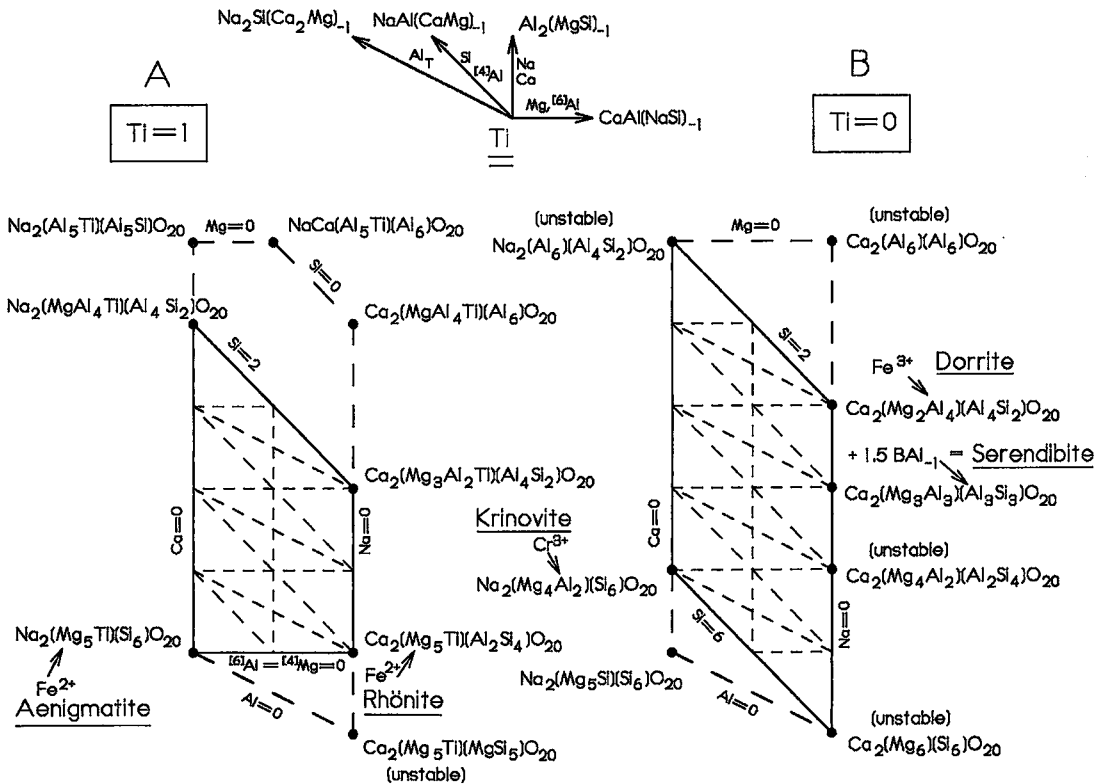 Na₂Si(Ca₂Mg)₋₁
NaAl(CaMg)₋₁
Al₂(MgSi)₋₁
Al_T
Si
[4]Al
Na
Ca
Mg, [6]Al
CaAl(NaSi)₋₁
Ti
A
Ti=1
B
Ti=0
Na₂(Al₅Ti)(Al₅Si)O₂₀
Mg=0
NaCa(Al₅Ti)(Al₆)O₂₀
Si=0
Na₂(MgAl₄Ti)(Al₄Si₂)O₂₀
Ca₂(MgAl₄Ti)(Al₆)O₂₀
Si=2
Ca₂(Mg₃Al₂Ti)(Al₄Si₂)O₂₀
Ca=0
Na=0
Na₂(Mg₅Ti)(Si₆)O₂₀
Ca₂(Mg₅Ti)(Al₂Si₄)O₂₀
[6]Al=[4]Mg=0
Fe²⁺
Aenigmatite
Fe²⁺
Rhönite
Al=0
Ca₂(Mg₅Ti)(MgSi₅)O₂₀
(unstable)
(unstable)
Na₂(Al₆)(Al₄Si₂)O₂₀
Mg=0
(unstable)
Ca₂(Al₆)(Al₆)O₂₀
Si=2
Fe³⁺ Dorrite
Ca₂(Mg₂Al₄)(Al₄Si₂)O₂₀
+ 1.5 BAl₋₁ = Serendibite
Ca₂(Mg₃Al₃)(Al₃Si₃)O₂₀
Ca=0
Krinovite
Cr³⁺
Na₂(Mg₄Al₂)(Si₆)O₂₀
(unstable)
Ca₂(Mg₄Al₂)(Al₂Si₄)O₂₀
Si=6
Na=0
Na₂(Mg₅Si)(Si₆)O₂₀
Al=0
(unstable)
Ca₂(Mg₆)(Si₆)O₂₀